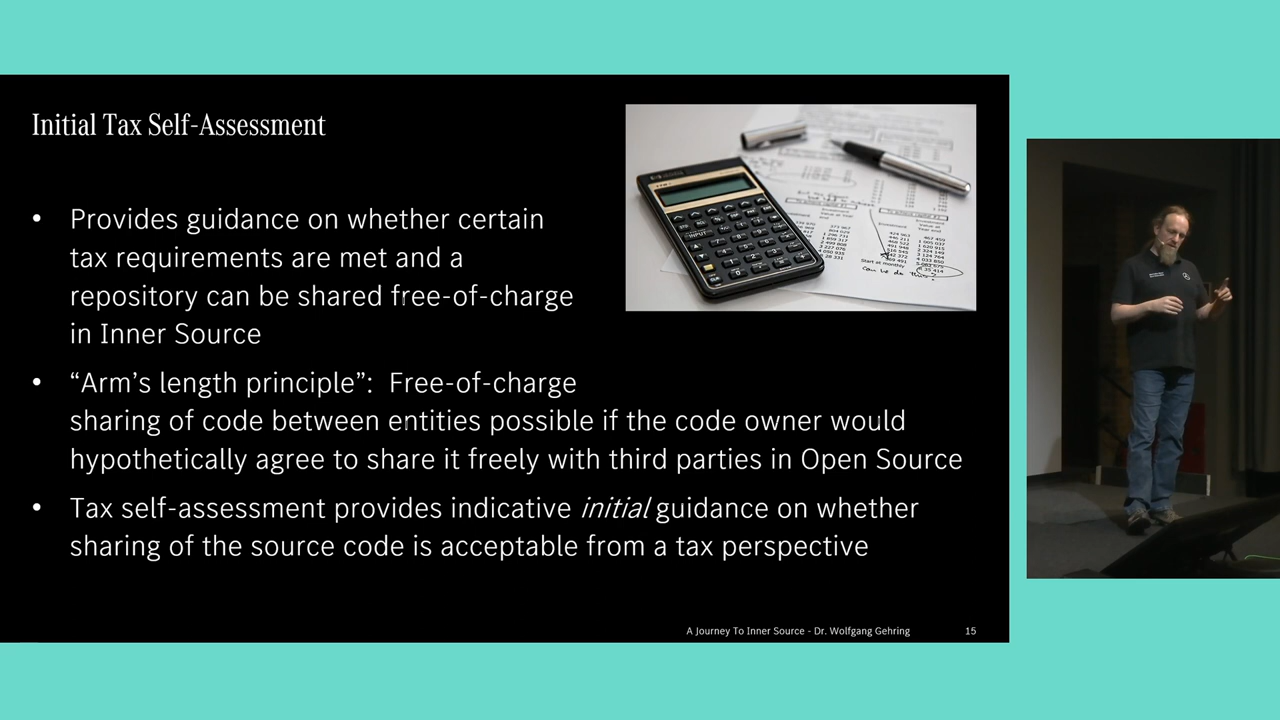 Initial Tax Self-Assessment
• Provides guidance on whether certain
tax requirements are met and a
repository can be shared free-of-charge
in Inner Source
• “Arm’s length principle”:  Free-of-charge
sharing of code between entities possible if the code owner would
hypothetically agree to share it freely with third parties in Open Source
• Tax self-assessment provides indicative initial guidance on whether
sharing of the source code is acceptable from a tax perspective
A Journey To Inner Source - Dr. Wolfgang Gehring
15